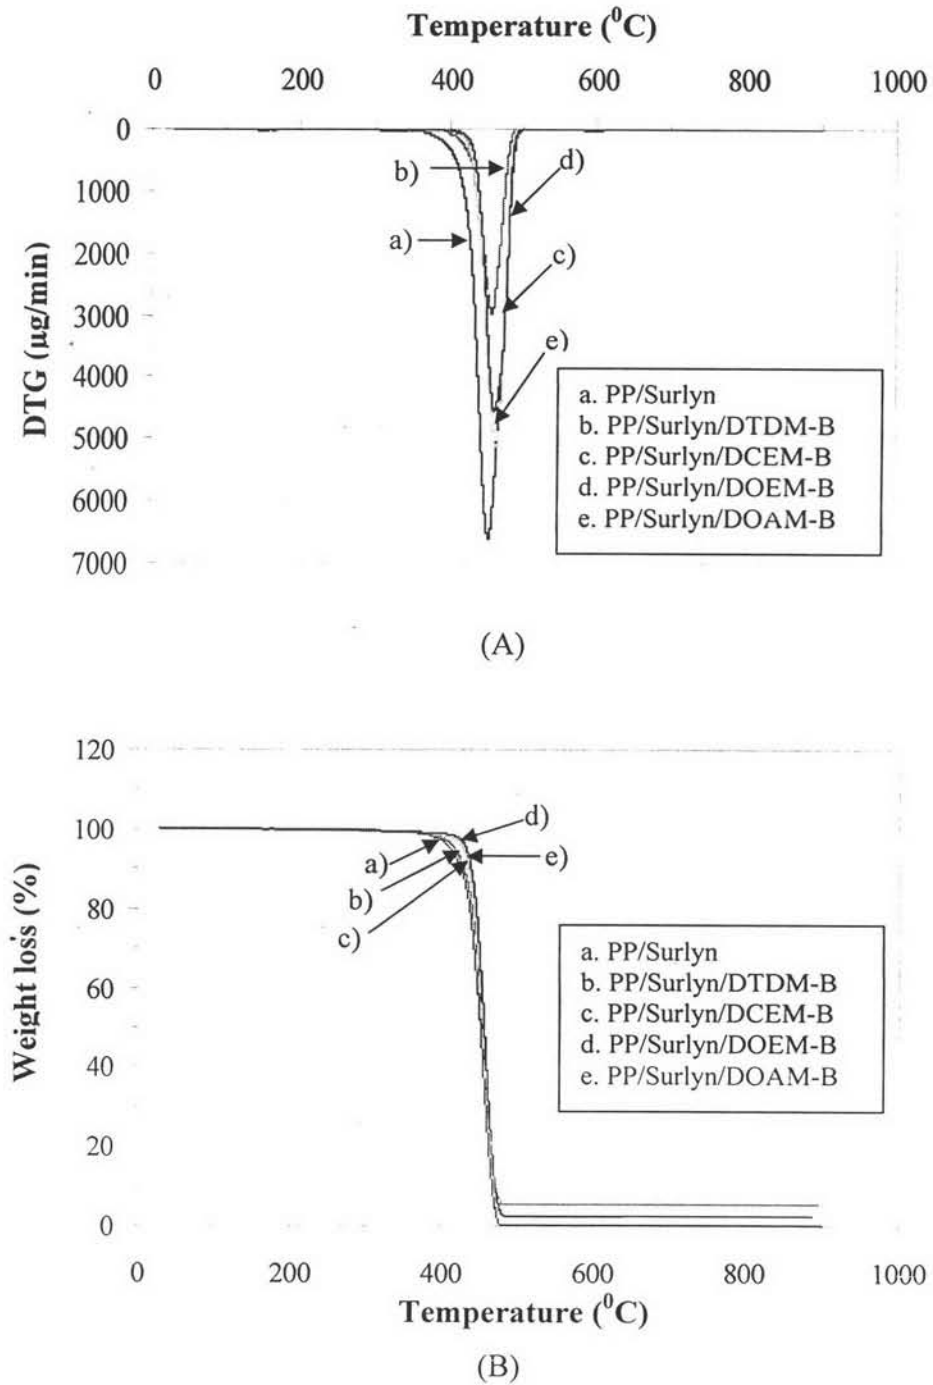 Temperature (⁰C)
0 200 400 600 800 1000
0
1000
2000
3000
4000
5000
6000
7000
DTG (µg/min)
b)
d)
a)
c)
e)
a. PP/Surlyn
b. PP/Surlyn/DTDM-B
c. PP/Surlyn/DCEM-B
d. PP/Surlyn/DOEM-B
e. PP/Surlyn/DOAM-B
(A)
120
100
80
60
40
20
0
Weight loss (%)
d)
a)
e)
b)
c)
a. PP/Surlyn
b. PP/Surlyn/DTDM-B
c. PP/Surlyn/DCEM-B
d. PP/Surlyn/DOEM-B
e. PP/Surlyn/DOAM-B
0 200 400 600 800 1000
Temperature (⁰C)
(B)